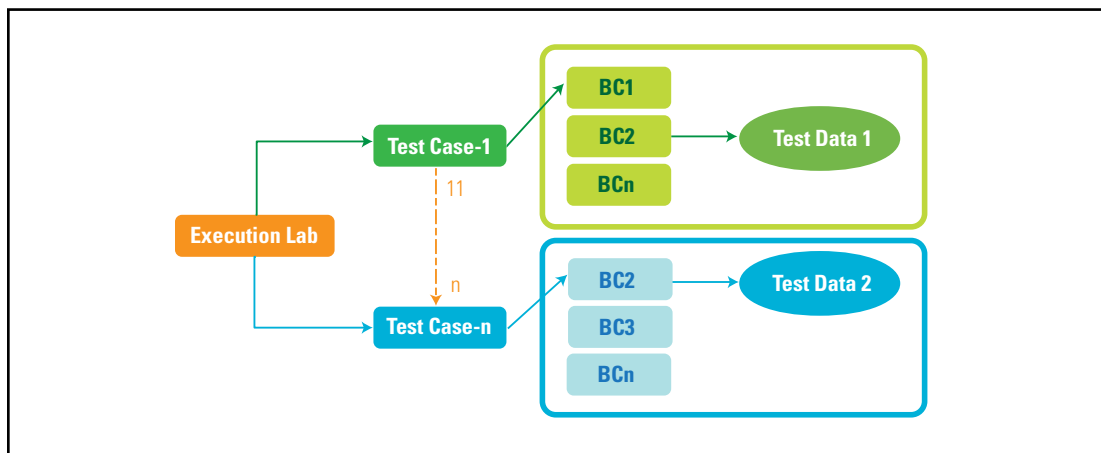 BC1
Test Case-1
BC2
Test Data 1
11
BCn
Execution Lab
n
Test Case-n
BC2
Test Data 2
BC3
BCn